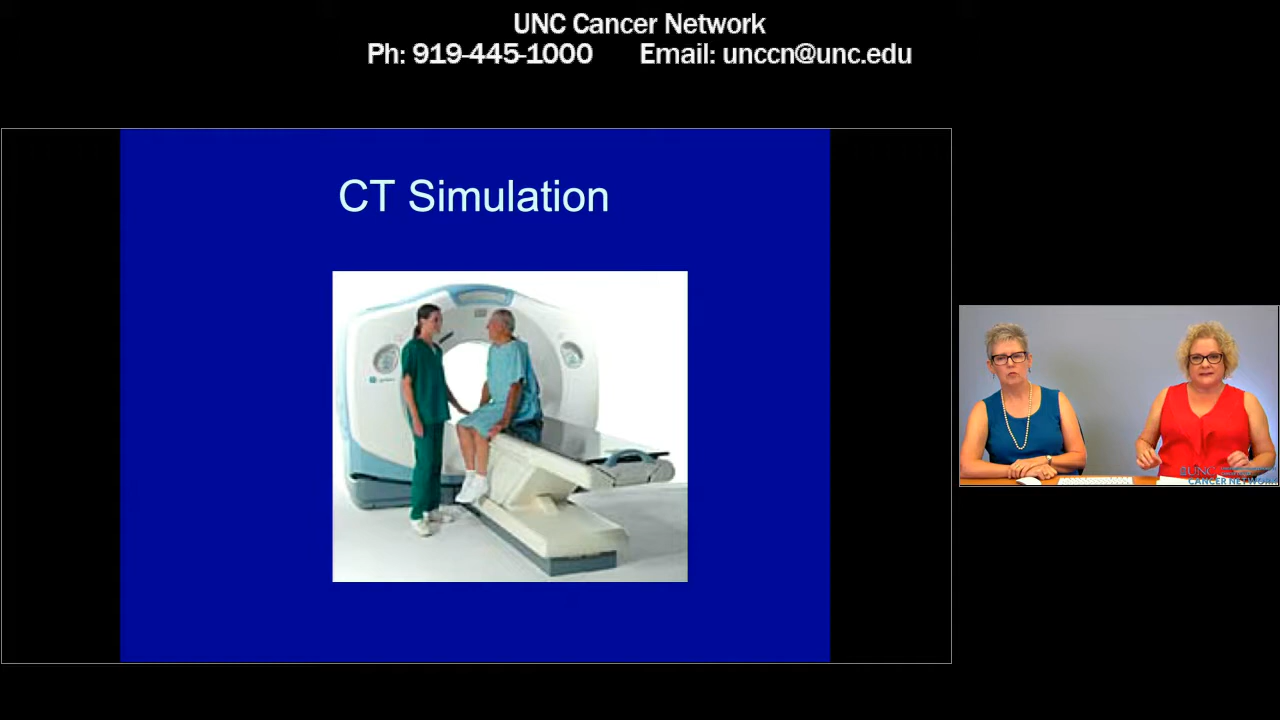 UNC Cancer Network
Ph: 919-445-1000 Email: unccn@unc.edu
CT Simulation
UNC
CANCER NETWORK